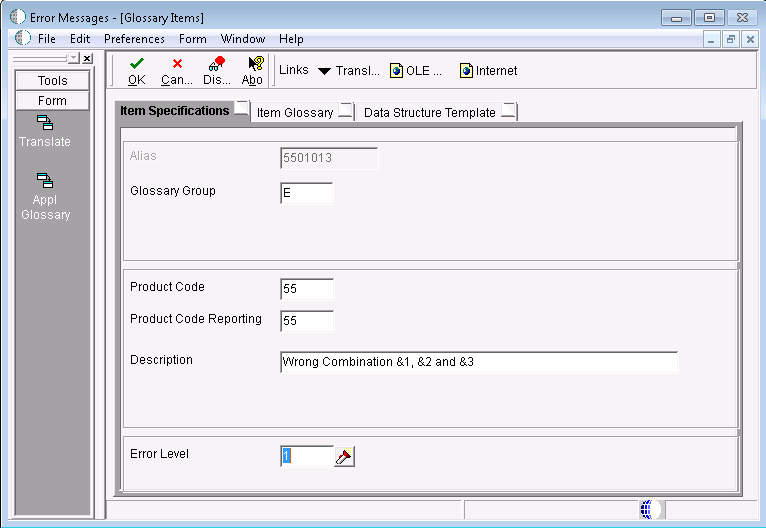 Error Messages - [Glossary Items]
File Edit Preferences Form Window Help
OK Can... Dis... Abo Links Transl... OLE ... Internet
Tools
Form
Translate
Appl
Glossary
Item Specifications Item Glossary Data Structure Template
Alias 5501013
Glossary Group E
Product Code 55
Product Code Reporting 55
Description Wrong Combination &1, &2 and &3
Error Level 1